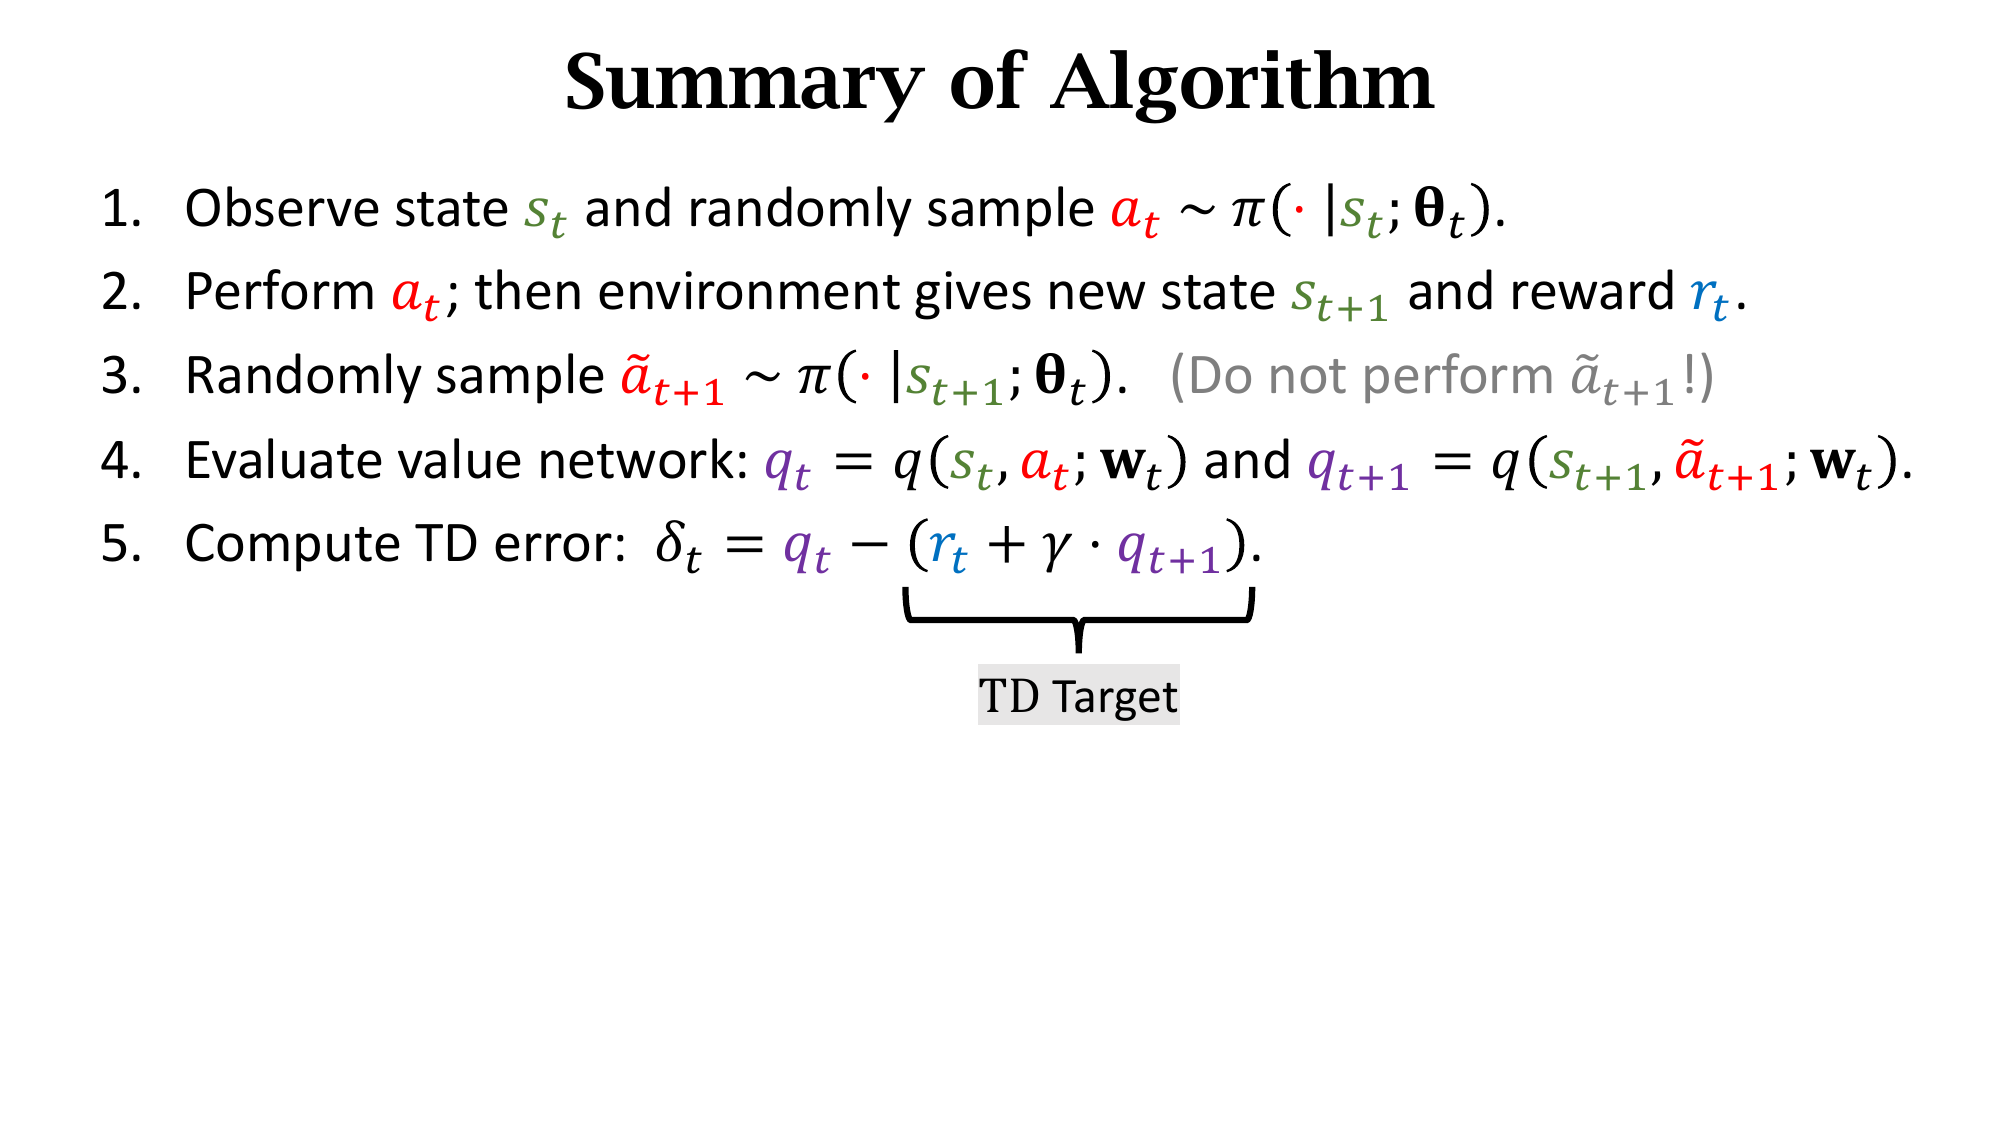 Summary of Algorithm
1. Observe state $s_t$ and randomly sample $a_t \sim \pi(\cdot \mid s_t; \boldsymbol{\theta}_t)$.
2. Perform $a_t$; then environment gives new state $s_{t+1}$ and reward $r_t$.
3. Randomly sample $\tilde{a}_{t+1} \sim \pi(\cdot \mid s_{t+1}; \boldsymbol{\theta}_t)$. (Do not perform $\tilde{a}_{t+1}$!)
4. Evaluate value network: $q_t = q(s_t, a_t; \mathbf{w}_t)$ and $q_{t+1} = q(s_{t+1}, \tilde{a}_{t+1}; \mathbf{w}_t)$.
5. Compute TD error: $\delta_t = q_t - (r_t + \gamma \cdot q_{t+1})$.
TD Target